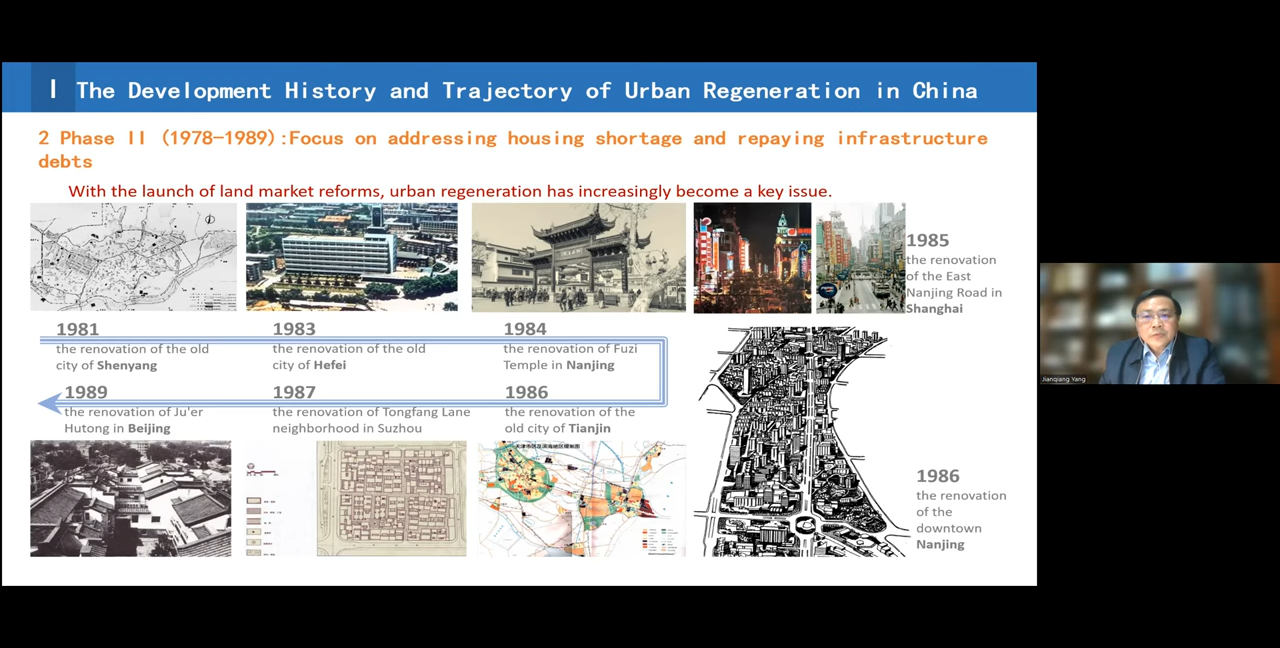 I The Development History and Trajectory of Urban Regeneration in China
2 Phase II (1978-1989):Focus on addressing housing shortage and repaying infrastructure
debts
With the launch of land market reforms, urban regeneration has increasingly become a key issue.
1981
the renovation of the old
city of Shenyang
1983
the renovation of the old
city of Hefei
1984
the renovation of Fuzi
Temple in Nanjing
1985
the renovation
of the East
Nanjing Road in
Shanghai
1989
the renovation of Ju'er
Hutong in Beijing
1987
the renovation of Tongfang Lane
neighborhood in Suzhou
1986
the renovation of the
old city of Tianjin
1986
the renovation
of the
downtown
Nanjing
Jianqiang Yang